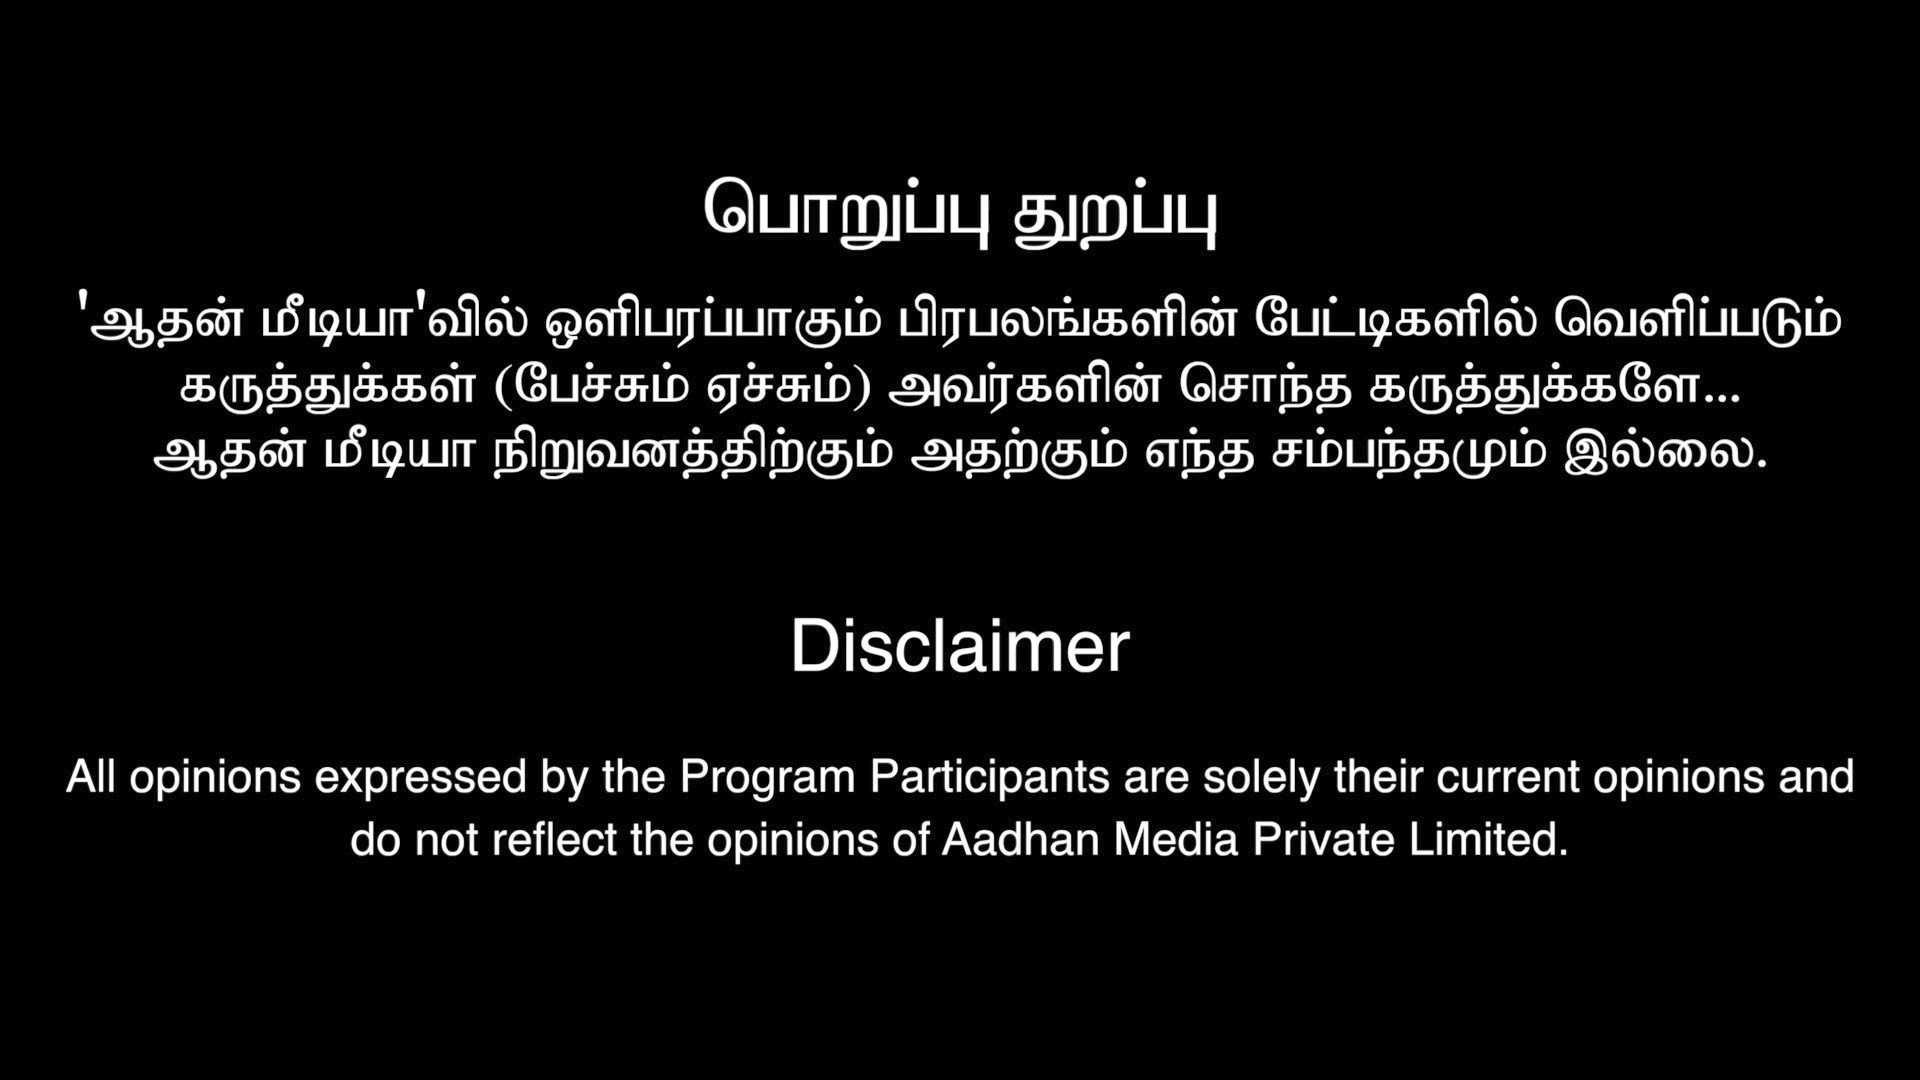 பொறுப்பு துறப்பு
'ஆதன் மீடியா'வில் ஒளிபரப்பாகும் பிரபலங்களின் பேட்டிகளில் வெளிப்படும்
கருத்துக்கள் (பேச்சும் ஏச்சும்) அவர்களின் சொந்த கருத்துக்களே...
ஆதன் மீடியா நிறுவனத்திற்கும் அதற்கும் எந்த சம்பந்தமும் இல்லை.
Disclaimer
All opinions expressed by the Program Participants are solely their current opinions and
do not reflect the opinions of Aadhan Media Private Limited.